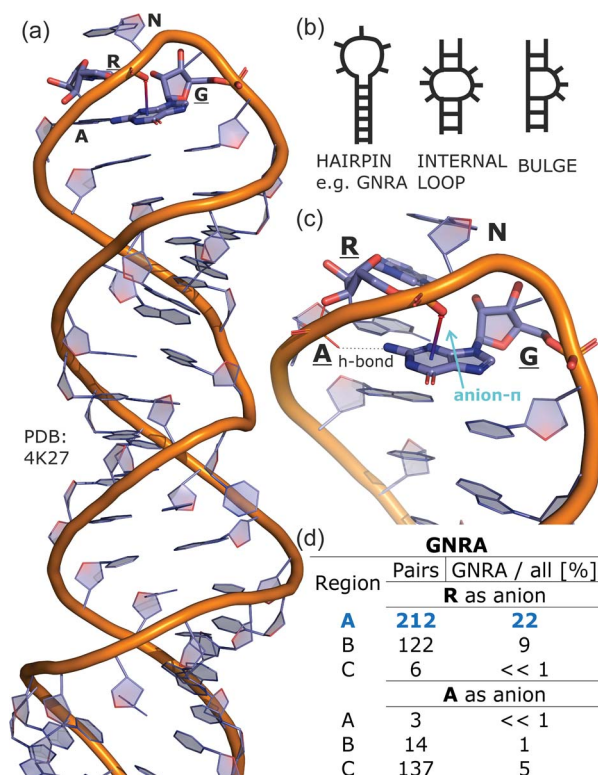 (a)
N
R
G
A
PDB:
4K27
(b)
HAIRPIN
e.g. GNRA
INTERNAL
LOOP
BULGE
(c)
N
R
A
h-bond
G
anion-π
(d)
GNRA
Region Pairs GNRA / all [%]
R as anion
A 212 22
B 122 9
C 6 << 1
A as anion
A 3 << 1
B 14 1
C 137 5